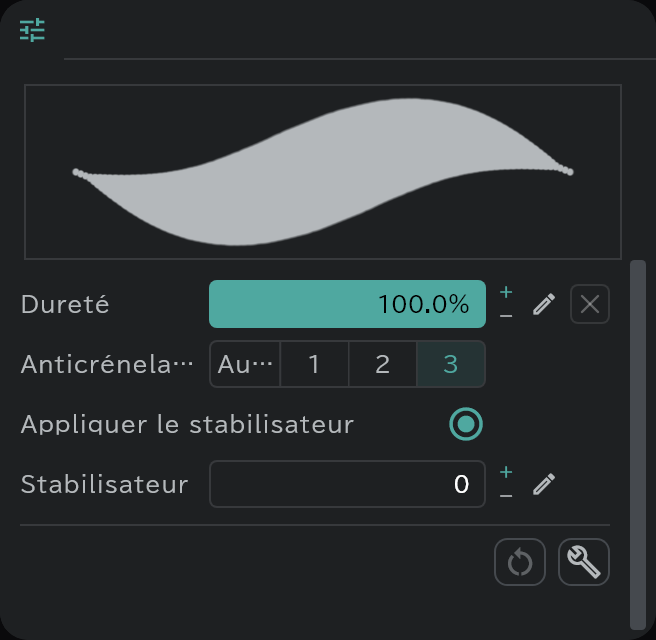 Dureté 100.0% + −
Anticrénela··· Au··· 1 2 3
Appliquer le stabilisateur
Stabilisateur 0 + −